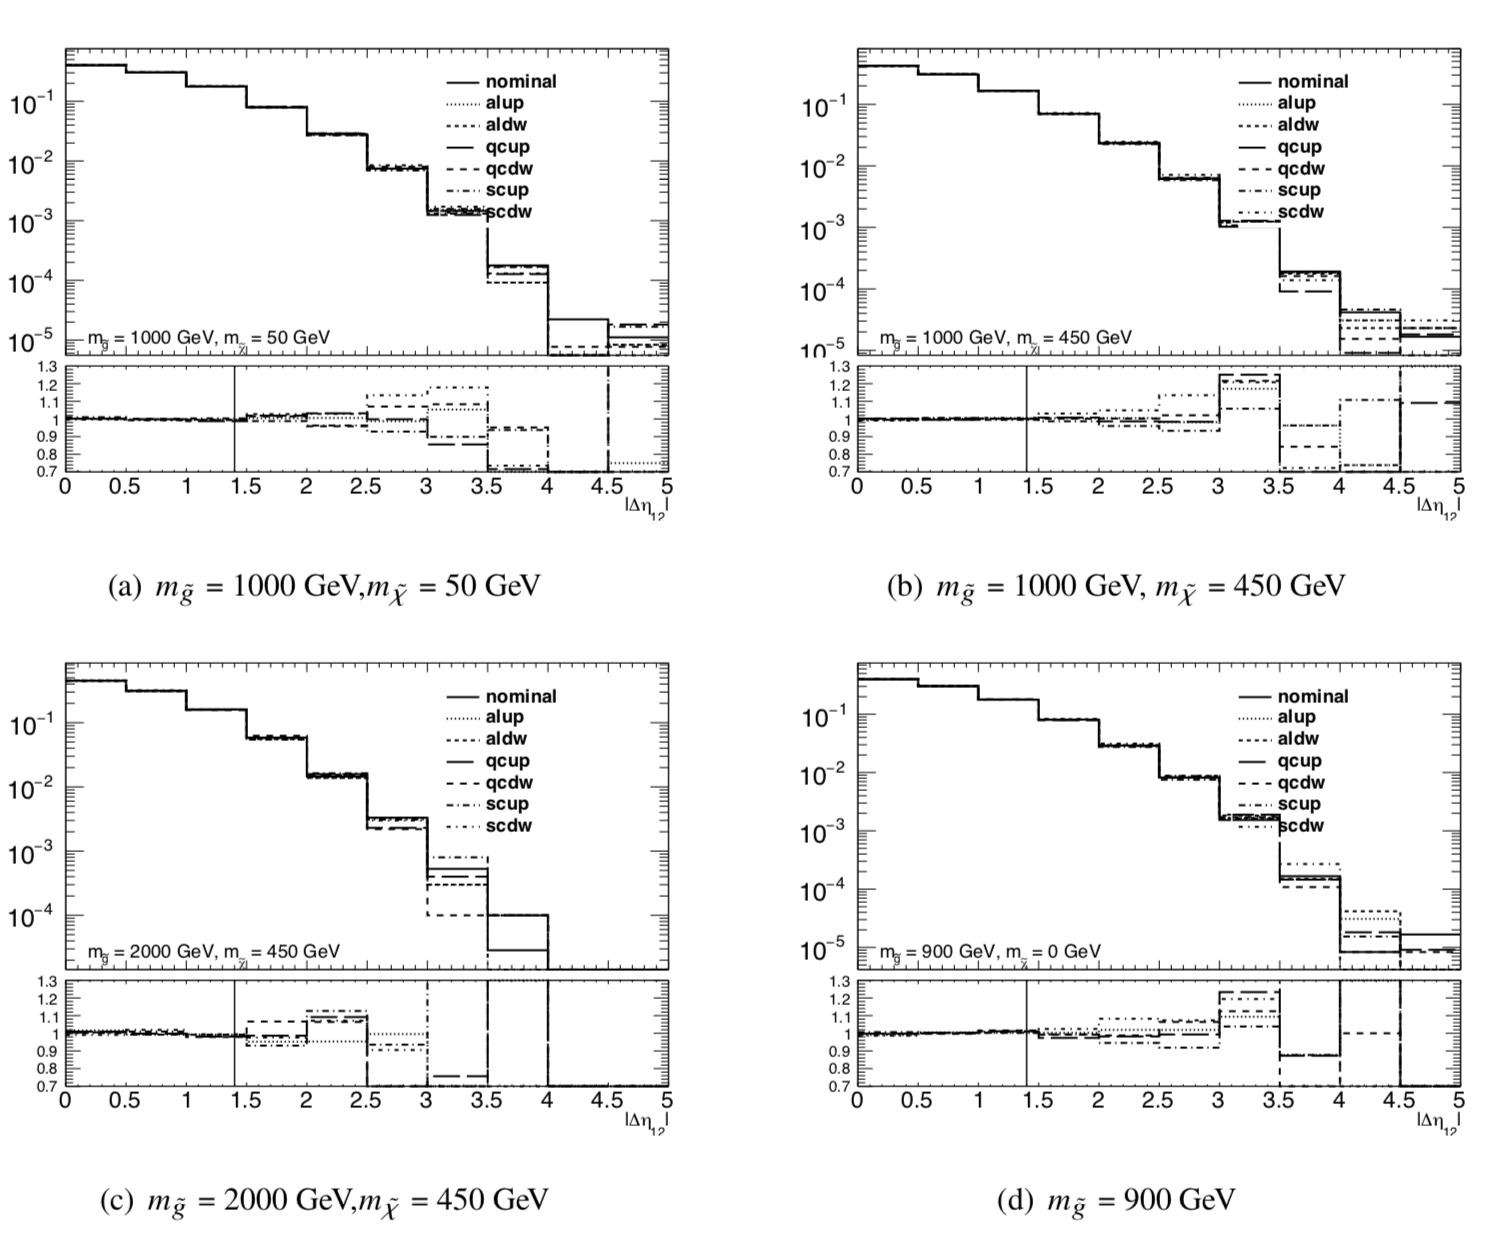 10⁻¹
10⁻²
10⁻³
10⁻⁴
10⁻⁵
nominal
alup
aldw
qcup
qcdw
scup
scdw
m_g̃ = 1000 GeV, m_χ̃ = 50 GeV
1.3
1.2
1.1
1
0.9
0.8
0.7
0 0.5 1 1.5 2 2.5 3 3.5 4 4.5 5
|Δη₁₂|
(a) m_g̃ = 1000 GeV,m_χ̃ = 50 GeV
10⁻¹
10⁻²
10⁻³
10⁻⁴
10⁻⁵
nominal
alup
aldw
qcup
qcdw
scup
scdw
m_g̃ = 1000 GeV, m_χ̃ = 450 GeV
1.3
1.2
1.1
1
0.9
0.8
0.7
0 0.5 1 1.5 2 2.5 3 3.5 4 4.5 5
|Δη₁₂|
(b) m_g̃ = 1000 GeV, m_χ̃ = 450 GeV
10⁻¹
10⁻²
10⁻³
10⁻⁴
nominal
alup
aldw
qcup
qcdw
scup
scdw
m_g̃ = 2000 GeV, m_χ̃ = 450 GeV
1.3
1.2
1.1
1
0.9
0.8
0.7
0 0.5 1 1.5 2 2.5 3 3.5 4 4.5 5
|Δη₁₂|
(c) m_g̃ = 2000 GeV,m_χ̃ = 450 GeV
10⁻¹
10⁻²
10⁻³
10⁻⁴
10⁻⁵
nominal
alup
aldw
qcup
qcdw
scup
scdw
m_g̃ = 900 GeV, m_χ̃ = 0 GeV
1.3
1.2
1.1
1
0.9
0.8
0.7
0 0.5 1 1.5 2 2.5 3 3.5 4 4.5 5
|Δη₁₂|
(d) m_g̃ = 900 GeV